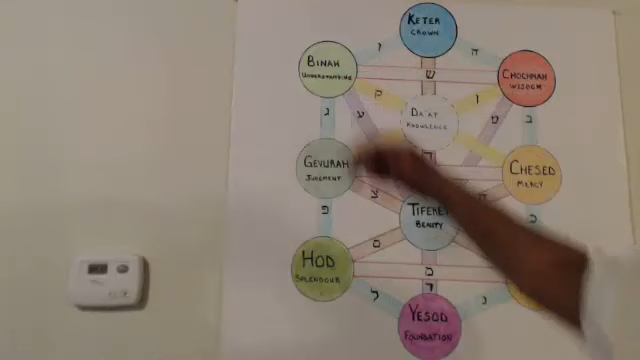 KETER
CROWN
ו
ה
BINAH
UNDERSTANDING
ש
CHOCHMAH
WISDOM
ק
ו
DA'AT
KNOWLEDGE
ג
ע
ט
ב
GEVURAH
JUDGMENT
CHESED
MERCY
צ
פ
TIFERET
BEAUTY
כ
ס
HOD
SPLENDOUR
מ
ל
ר
נ
YESOD
FOUNDATION